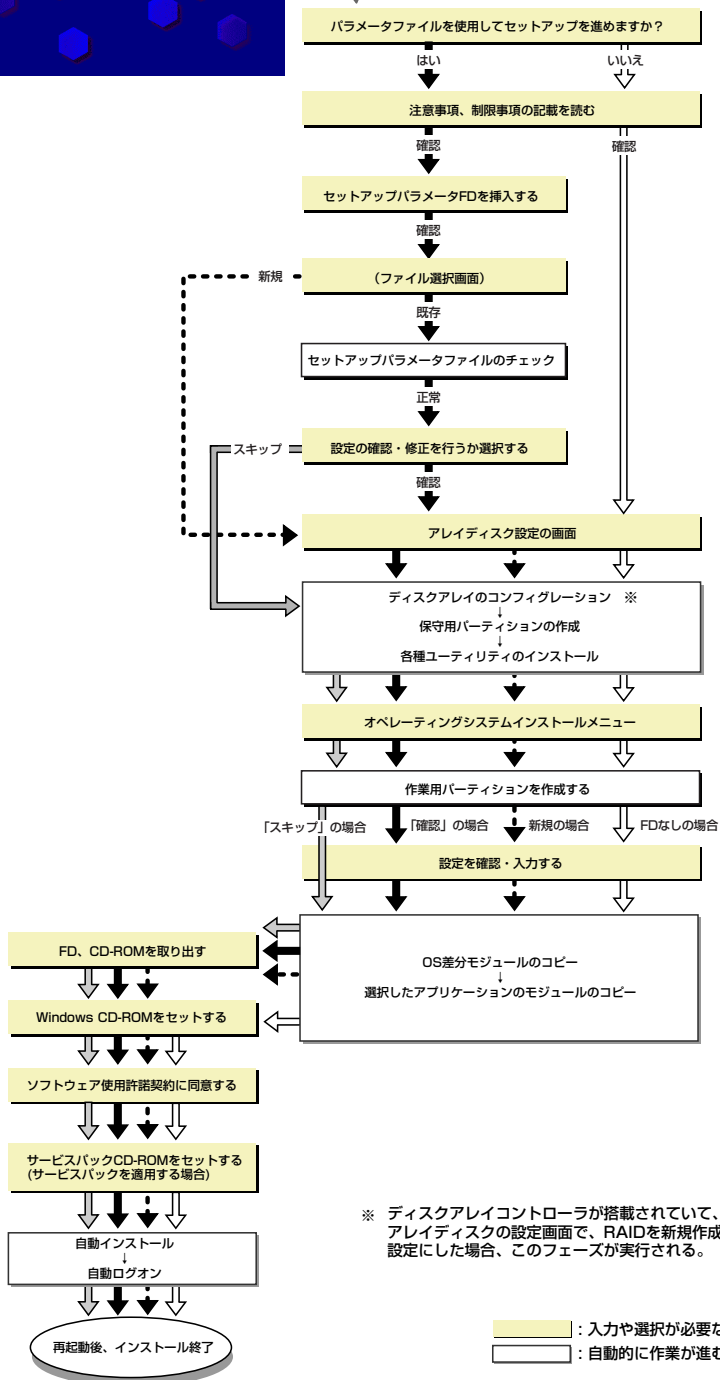 パラメータファイルを使用してセットアップを進めますか？
はい
いいえ
注意事項、制限事項の記載を読む
確認
確認
セットアップパラメータFDを挿入する
確認
新規
（ファイル選択画面）
既存
セットアップパラメータファイルのチェック
正常
スキップ
設定の確認・修正を行うか選択する
確認
アレイディスク設定の画面
ディスクアレイのコンフィグレーション ※
↓
保守用パーティションの作成
↓
各種ユーティリティのインストール
オペレーティングシステムインストールメニュー
作業用パーティションを作成する
「スキップ」の場合
「確認」の場合
新規の場合
FDなしの場合
設定を確認・入力する
OS差分モジュールのコピー
↓
選択したアプリケーションのモジュールのコピー
FD、CD-ROMを取り出す
Windows CD-ROMをセットする
ソフトウェア使用許諾契約に同意する
サービスパックCD-ROMをセットする
(サービスパックを適用する場合)
自動インストール
↓
自動ログオン
再起動後、インストール終了
※ ディスクアレイコントローラが搭載されていて、
アレイディスクの設定画面で、RAIDを新規作成
設定にした場合、このフェーズが実行される。
：入力や選択が必要な
：自動的に作業が進む